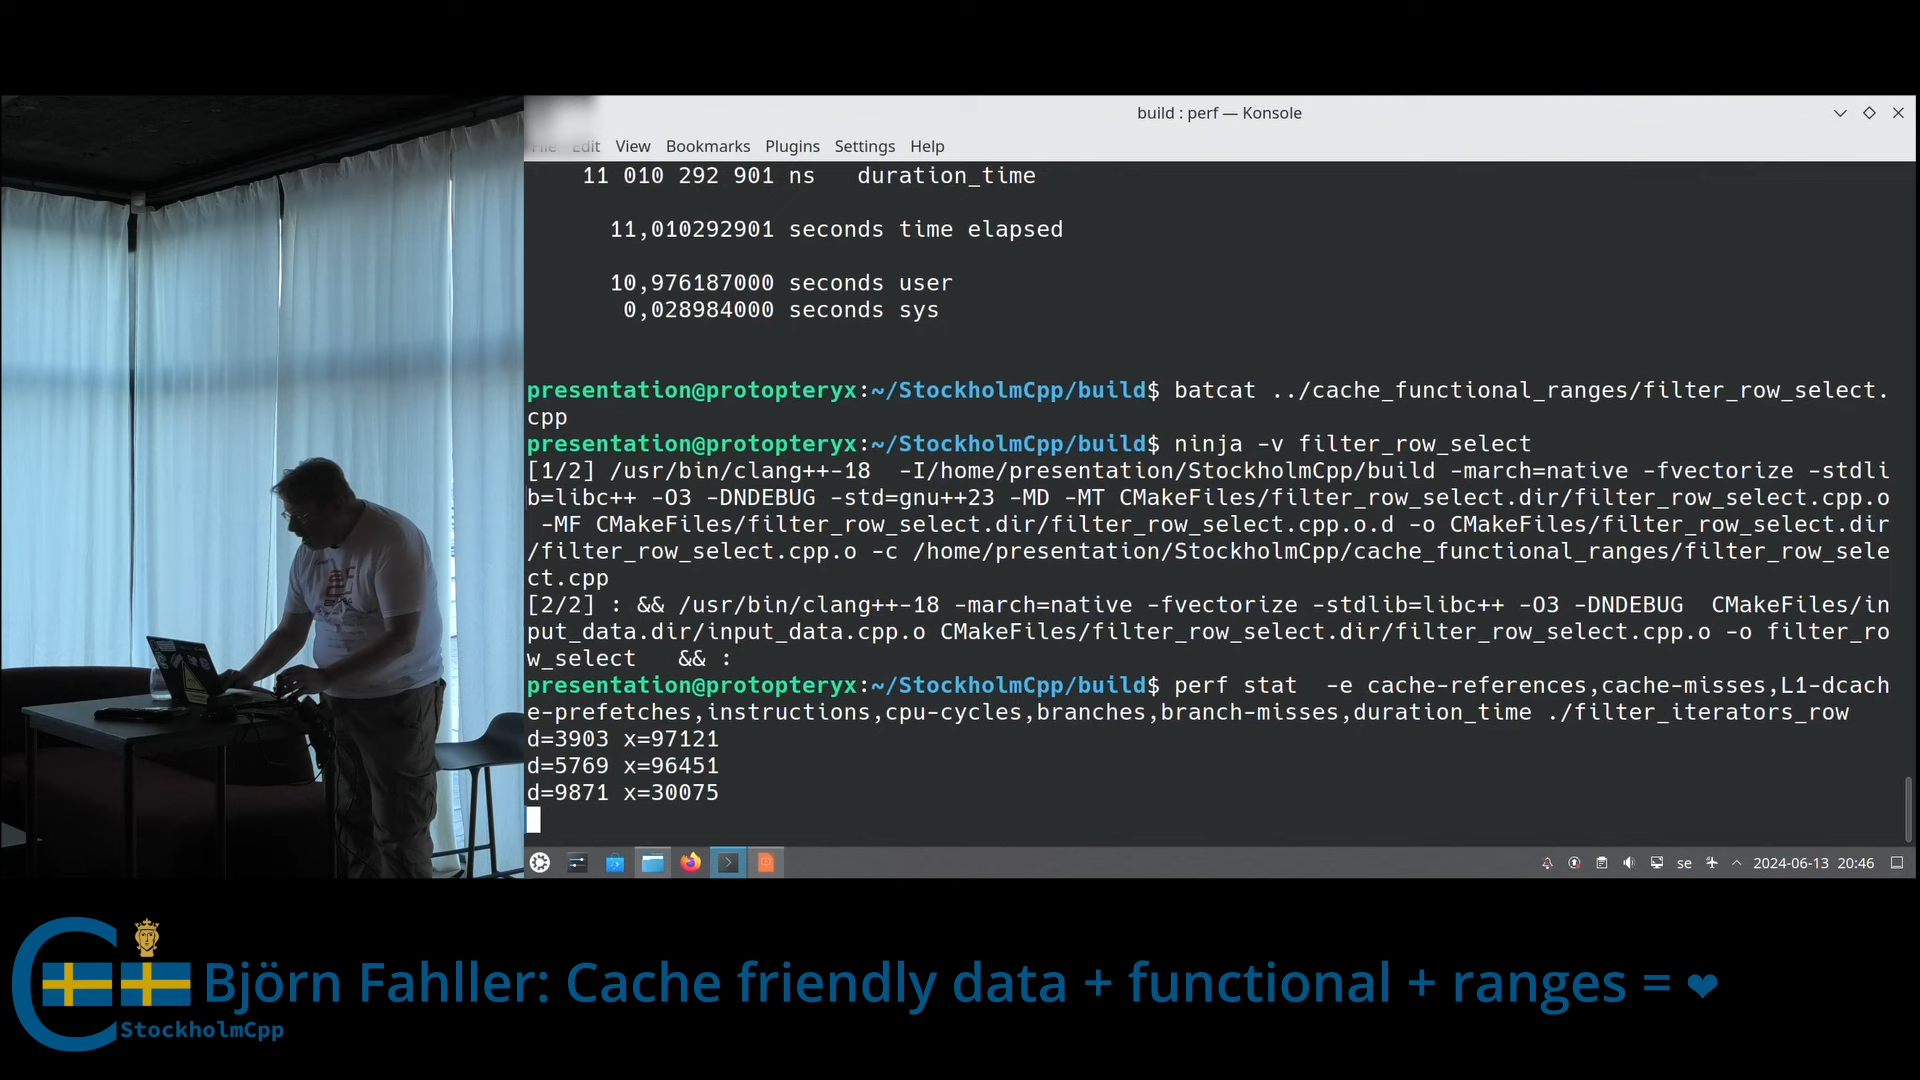 build : perf — Konsole
File Edit View Bookmarks Plugins Settings Help
11 010 292 901 ns duration_time
11,010292901 seconds time elapsed
10,976187000 seconds user
0,028984000 seconds sys
presentation@protopteryx:~/StockholmCpp/build$ batcat ../cache_functional_ranges/filter_row_select.
cpp
presentation@protopteryx:~/StockholmCpp/build$ ninja -v filter_row_select
[1/2] /usr/bin/clang++-18 -I/home/presentation/StockholmCpp/build -march=native -fvectorize -stdli
b=libc++ -O3 -DNDEBUG -std=gnu++23 -MD -MT CMakeFiles/filter_row_select.dir/filter_row_select.cpp.o
-MF CMakeFiles/filter_row_select.dir/filter_row_select.cpp.o.d -o CMakeFiles/filter_row_select.dir
/filter_row_select.cpp.o -c /home/presentation/StockholmCpp/cache_functional_ranges/filter_row_sele
ct.cpp
[2/2] : && /usr/bin/clang++-18 -march=native -fvectorize -stdlib=libc++ -O3 -DNDEBUG CMakeFiles/in
put_data.dir/input_data.cpp.o CMakeFiles/filter_row_select.dir/filter_row_select.cpp.o -o filter_ro
w_select && :
presentation@protopteryx:~/StockholmCpp/build$ perf stat -e cache-references,cache-misses,L1-dcach
e-prefetches,instructions,cpu-cycles,branches,branch-misses,duration_time ./filter_iterators_row
d=3903 x=97121
d=5769 x=96451
d=9871 x=30075
se 2024-06-13 20:46
Björn Fahller: Cache friendly data + functional + ranges = ❤
StockholmCpp